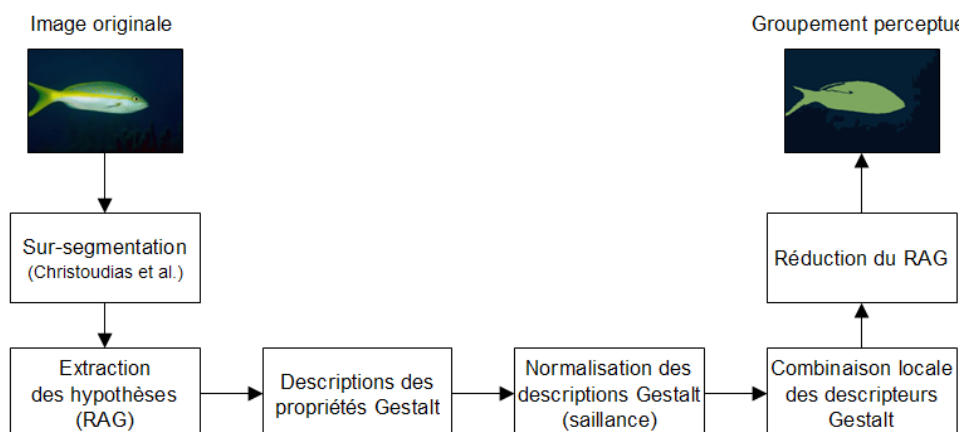 Image originale
Groupement perceptue
Sur-segmentation
(Christoudias et al.)
Réduction du RAG
Extraction
des hypothèses
(RAG)
Descriptions des
propriétés Gestalt
Normalisation des
descriptions Gestalt
(saillance)
Combinaison locale
des descripteurs
Gestalt